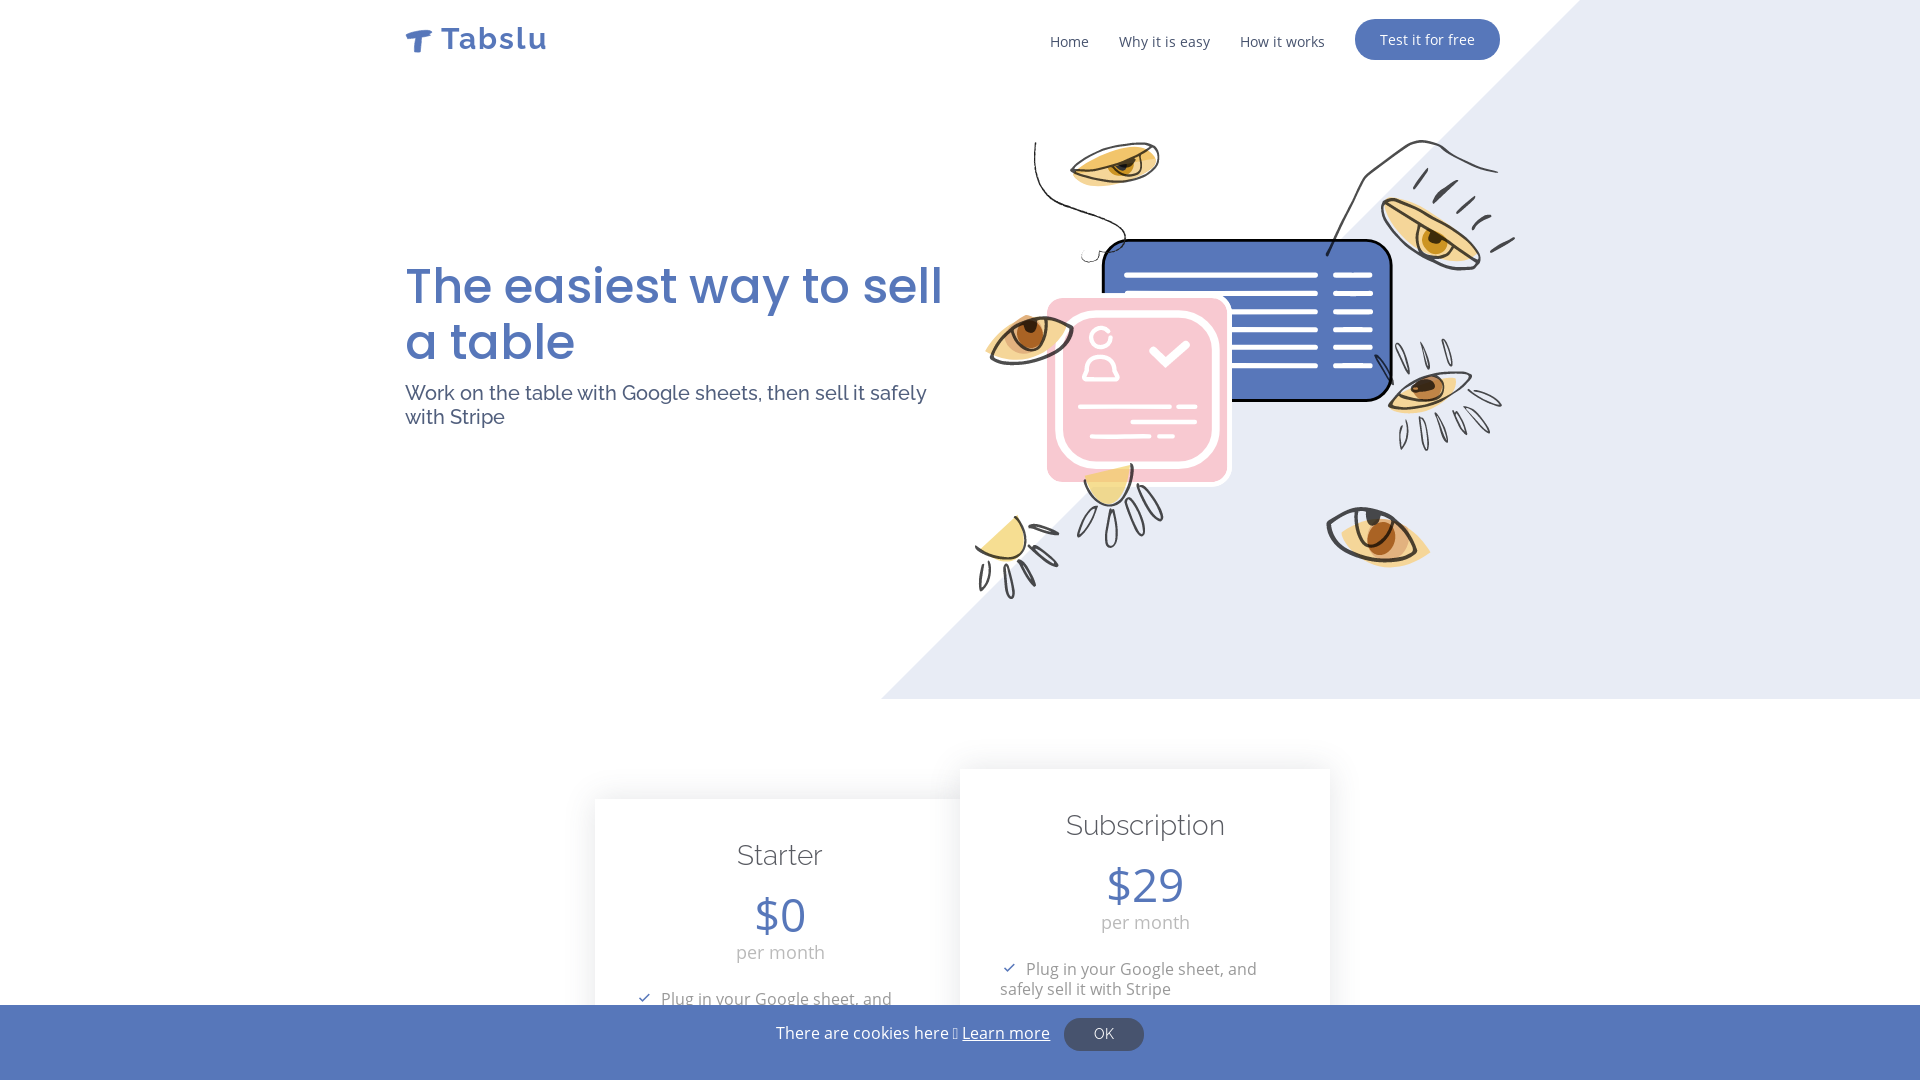 Tabslu
Home
Why it is easy
How it works
Test it for free
The easiest way to sell
a table
Work on the table with Google sheets, then sell it safely
with Stripe
Starter
$0
per month
Plug in your Google sheet, and
Subscription
$29
per month
Plug in your Google sheet, and
safely sell it with Stripe
There are cookies here Learn more
OK